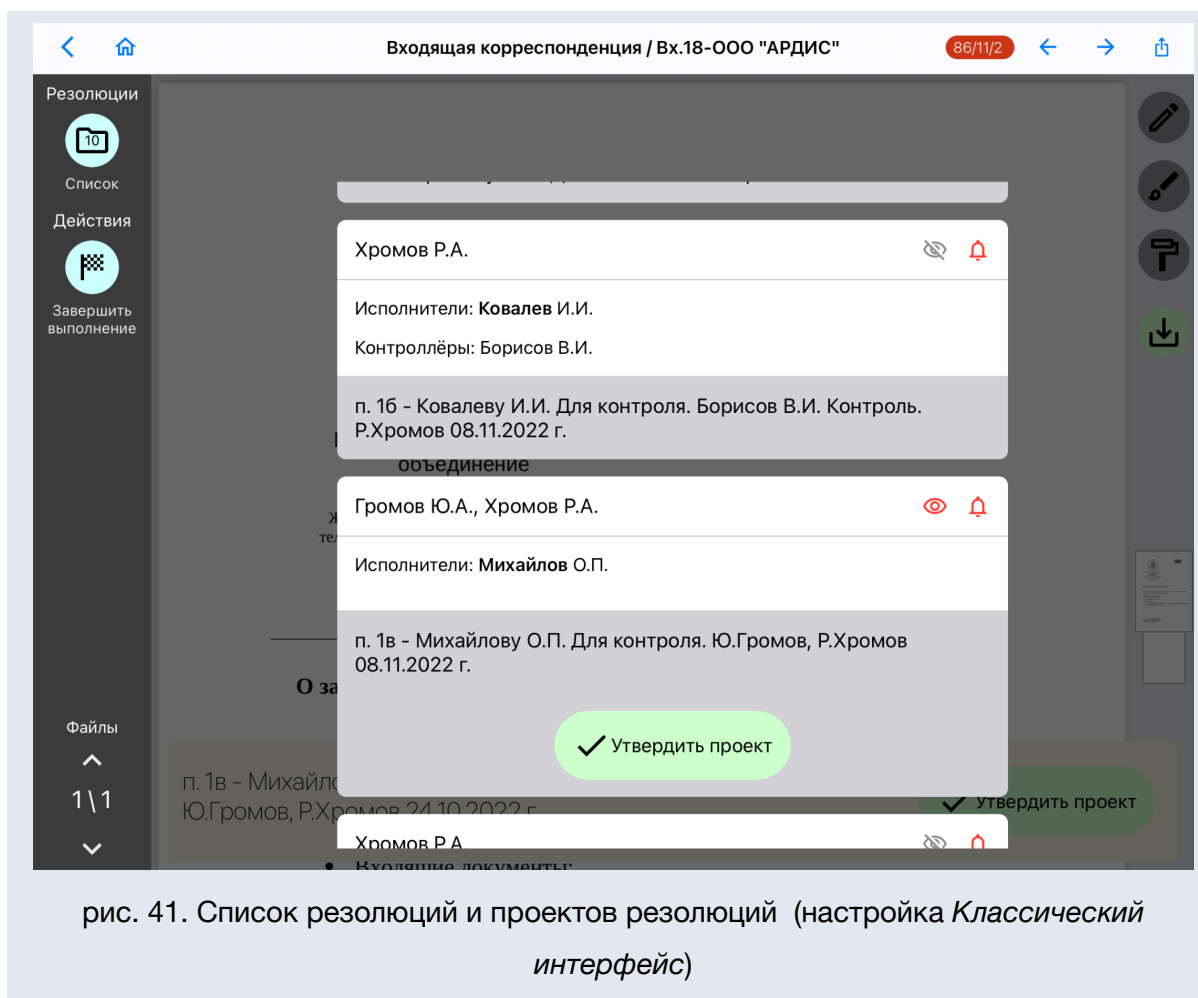 Входящая корреспонденция / Вх.18-ООО "АРДИС"
86/11/2
Резолюции
10
Список
Действия
Завершить
выполнение
Хромов Р.А.
Исполнители: Ковалев И.И.
Контроллёры: Борисов В.И.
п. 1б - Ковалеву И.И. Для контроля. Борисов В.И. Контроль.
Р.Хромов 08.11.2022 г.
объединение
Громов Ю.А., Хромов Р.А.
Исполнители: Михайлов О.П.
п. 1в - Михайлову О.П. Для контроля. Ю.Громов, Р.Хромов
08.11.2022 г.
О за
Утвердить проект
Файлы
1\1
п. 1в - Михайло
Ю.Громов, Р.Хромов 24.10.2022 г.
Утвердить проект
Хромов Р.А.
Входящие документы:
рис. 41. Список резолюций и проектов резолюций (настройка Классический
интерфейс)